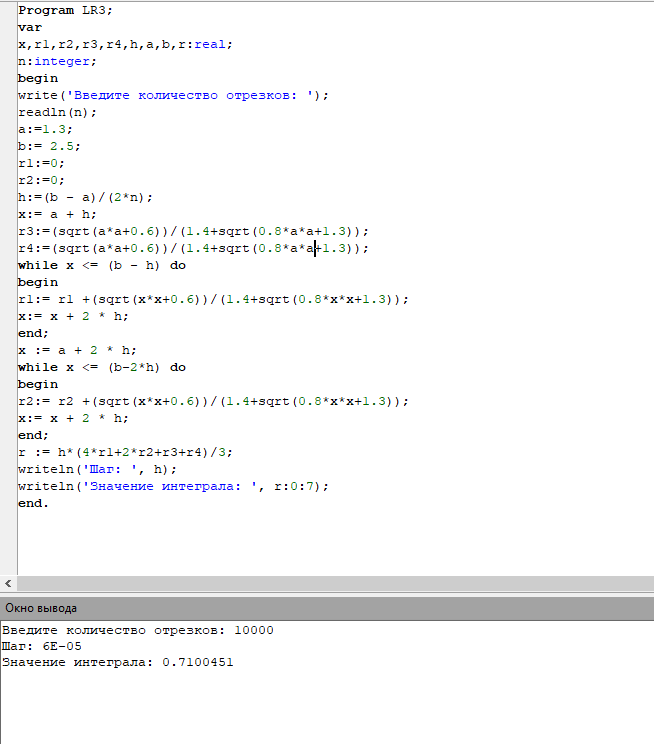 Program LR3;
var
x,r1,r2,r3,r4,h,a,b,r:real;
n:integer;
begin
write('Введите количество отрезков: ');
readln(n);
a:=1.3;
b:= 2.5;
r1:=0;
r2:=0;
h:=(b - a)/(2*n);
x:= a + h;
r3:=(sqrt(a*a+0.6))/(1.4+sqrt(0.8*a*a+1.3));
r4:=(sqrt(a*a+0.6))/(1.4+sqrt(0.8*a*a+1.3));
while x <= (b - h) do
begin
r1:= r1 +(sqrt(x*x+0.6))/(1.4+sqrt(0.8*x*x+1.3));
x:= x + 2 * h;
end;
x := a + 2 * h;
while x <= (b-2*h) do
begin
r2:= r2 +(sqrt(x*x+0.6))/(1.4+sqrt(0.8*x*x+1.3));
x:= x + 2 * h;
end;
r := h*(4*r1+2*r2+r3+r4)/3;
writeln('Шаг: ', h);
writeln('Значение интеграла: ', r:0:7);
end.
Окно вывода
Введите количество отрезков: 10000
Шаг: 6E-05
Значение интеграла: 0.7100451